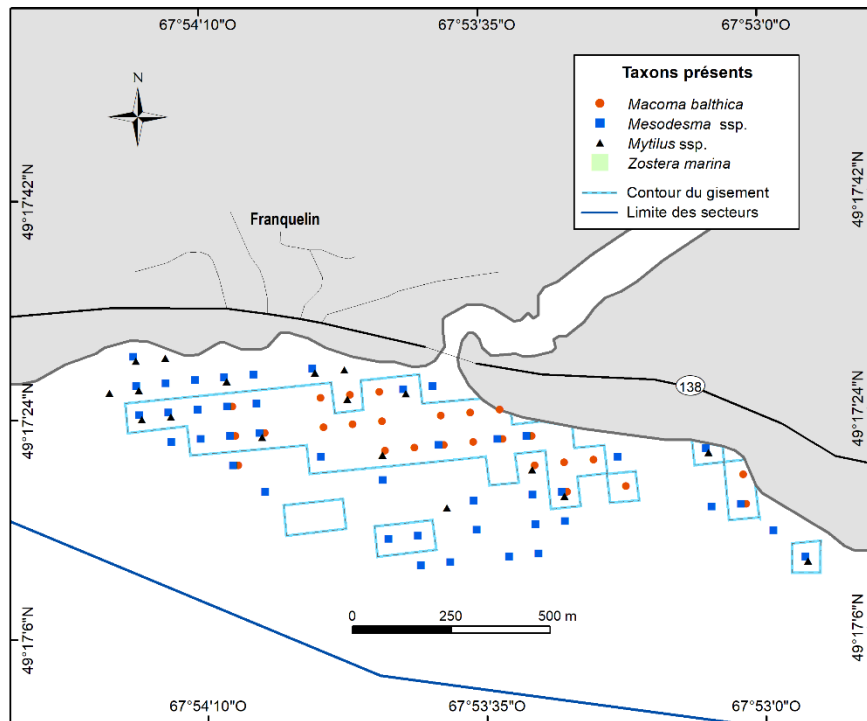 67°54'10"O
67°53'35"O
67°53'0"O
N
Taxons présents
Macoma balthica
Mesodesma ssp.
Mytilus ssp.
Zostera marina
Contour du gisement
Limite des secteurs
49°17'42"N
49°17'42"N
Franquelin
138
49°17'24"N
49°17'24"N
0 250 500 m
49°17'6"N
49°17'6"N
67°54'10"O
67°53'35"O
67°53'0"O